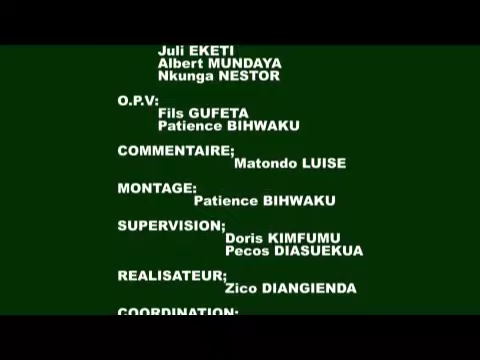 Juli EKETI
Albert MUNDAYA
Nkunga NESTOR
O.P.V:
Fils GUFETA
Patience BIHWAKU
COMMENTAIRE;
Matondo LUISE
MONTAGE:
Patience BIHWAKU
SUPERVISION;
Doris KIMFUMU
Pecos DIASUEKUA
REALISATEUR;
Zico DIANGIENDA
COORDINATION: